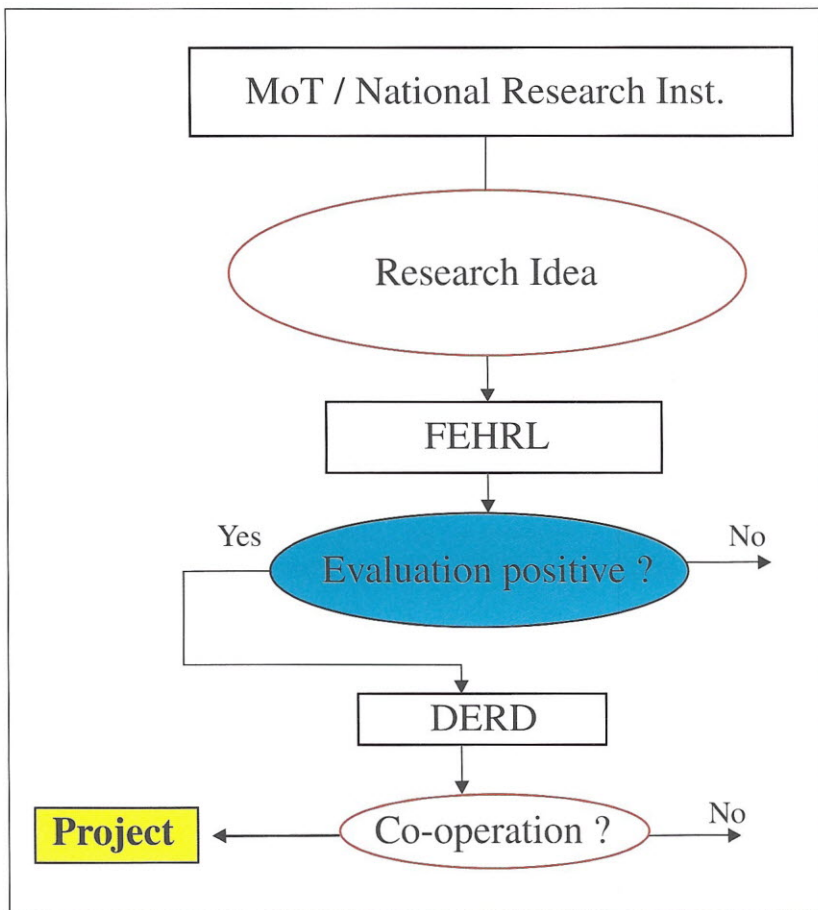 MoT / National Research Inst.
Research Idea
FEHRL
Yes
No
Evaluation positive ?
DERD
Project
Co-operation ?
No